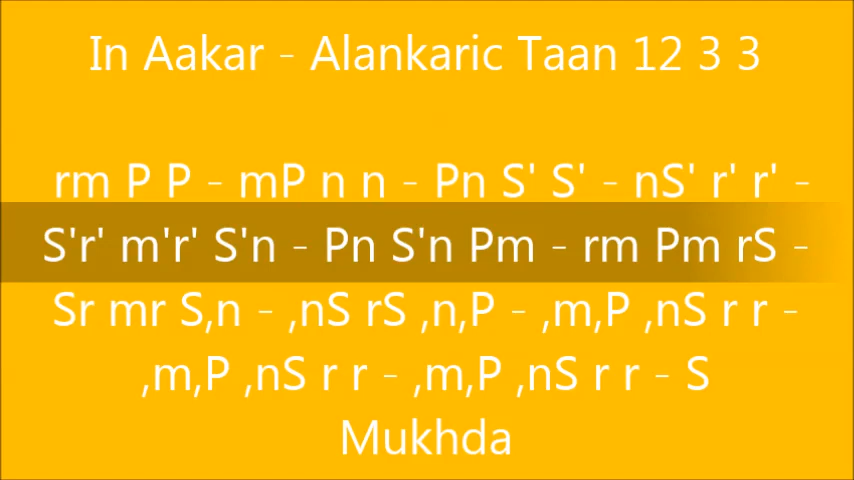 In Aakar - Alankaric Taan 12 3 3
rm P P - mP n n - Pn S' S' - nS' r' r' -
S'r' m'r' S'n - Pn S'n Pm - rm Pm rS -
Sr mr S,n - ,nS rS ,n,P - ,m,P ,nS r r -
,m,P ,nS r r - ,m,P ,nS r r - S
Mukhda